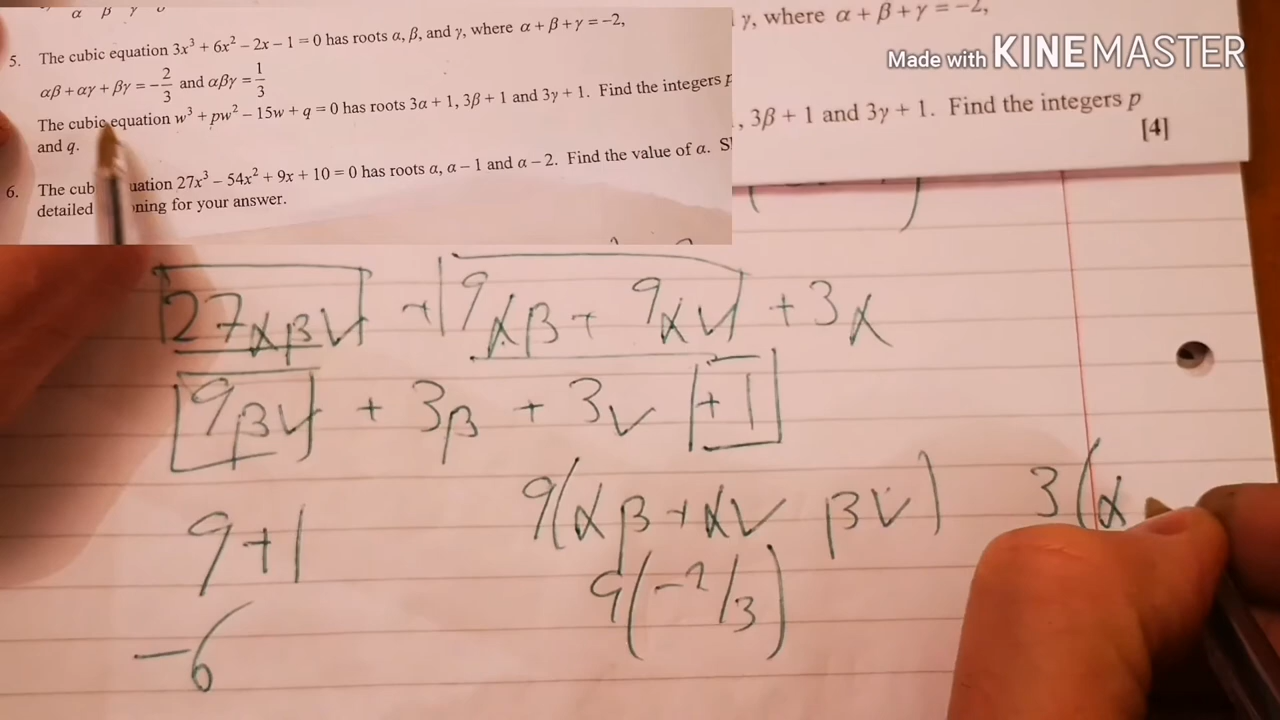 α β γ
5. The cubic equation 3x³ + 6x² − 2x − 1 = 0 has roots α, β, and γ, where α + β + γ = −2,
αβ + αγ + βγ = −2/3 and αβγ = 1/3
The cubic equation w³ + pw² − 15w + q = 0 has roots 3α + 1, 3β + 1 and 3γ + 1. Find the integers p
and q.
6. The cub uation 27x³ − 54x² + 9x + 10 = 0 has roots α, α − 1 and α − 2. Find the value of α. S
detailed ning for your answer.
γ, where α + β + γ = −2,
Made with KINEMASTER
, 3β + 1 and 3γ + 1. Find the integers p
[4]
27αβγ + 9αβ + 9αγ + 3α
9βγ + 3β + 3γ + 1
9(αβ + αγ βγ) 3(α
9 + 1 9(−2/3)
−6